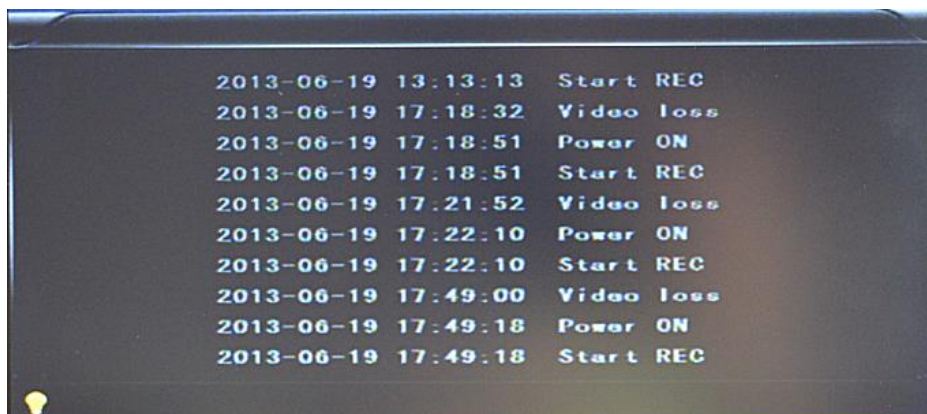 2013-06-19 13:13:13 Start REC
2013-06-19 17:18:32 Video loss
2013-06-19 17:18:51 Power ON
2013-06-19 17:18:51 Start REC
2013-06-19 17:21:52 Video loss
2013-06-19 17:22:10 Power ON
2013-06-19 17:22:10 Start REC
2013-06-19 17:49:00 Video loss
2013-06-19 17:49:18 Power ON
2013-06-19 17:49:18 Start REC